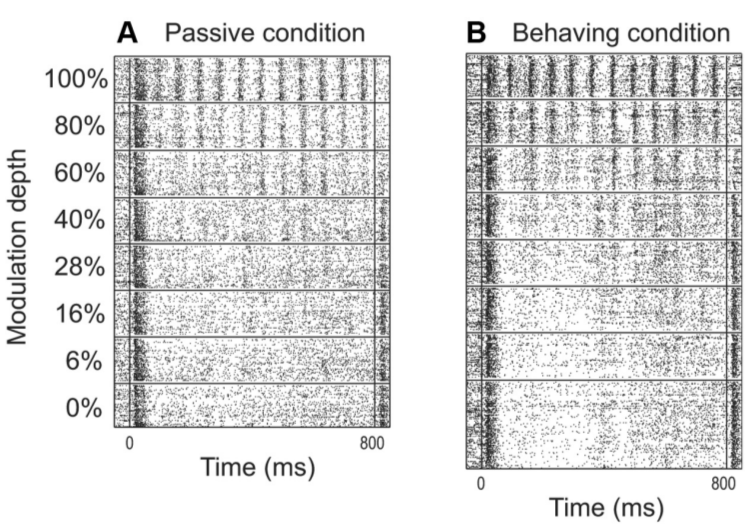 A Passive condition
B Behaving condition
Modulation depth
100%
80%
60%
40%
28%
16%
6%
0%
0 800
Time (ms)
0 800
Time (ms)